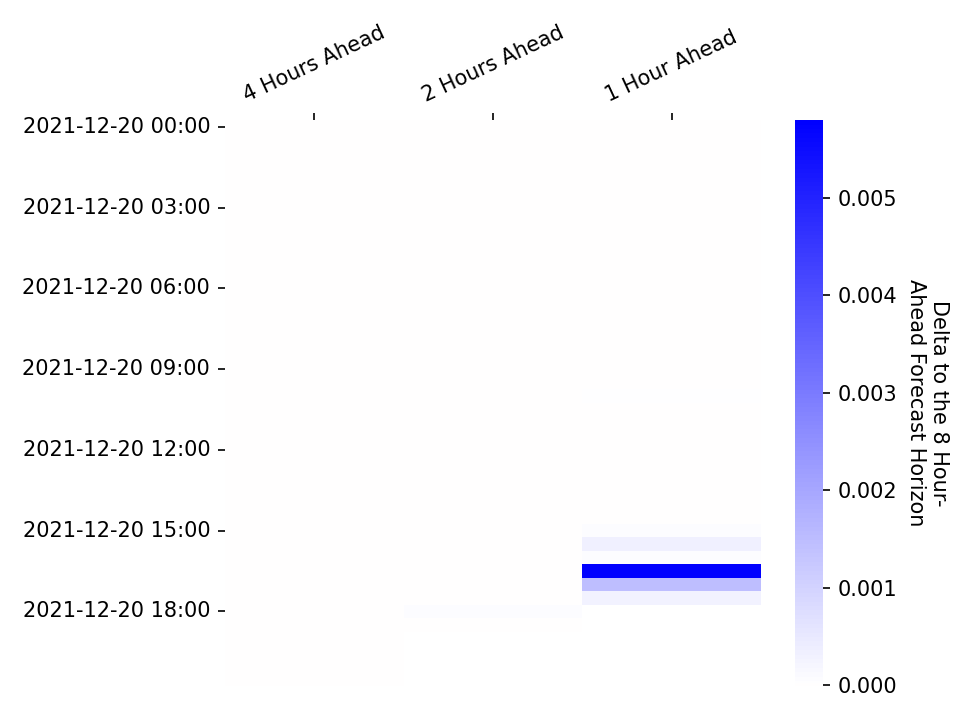 4 Hours Ahead
2 Hours Ahead
1 Hour Ahead
2021-12-20 00:00
2021-12-20 03:00
2021-12-20 06:00
2021-12-20 09:00
2021-12-20 12:00
2021-12-20 15:00
2021-12-20 18:00
0.005
0.004
0.003
0.002
0.001
0.000
Delta to the 8 Hour-
Ahead Forecast Horizon